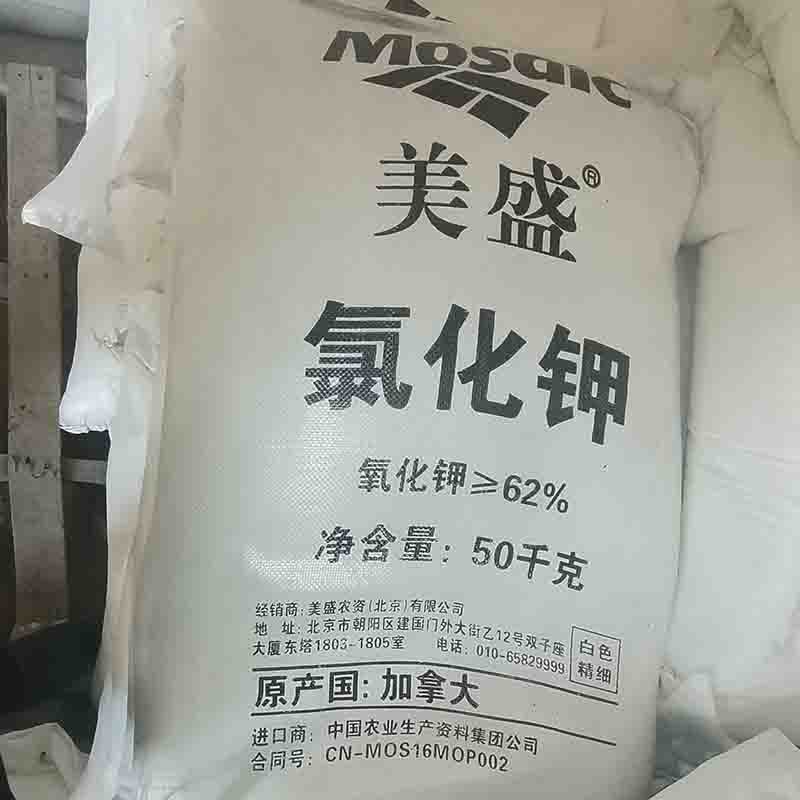 Mosaic
美盛®
氯化钾
氧化钾≥62%
净含量：50千克
经销商：美盛农资(北京)有限公司
地 址：北京市朝阳区建国门外大街乙12号双子座
大厦东塔1803-1805室 电话：010-65829999
白色
精细
原产国：加拿大
进口商：中国农业生产资料集团公司
合同号：CN-MOS16MOP002